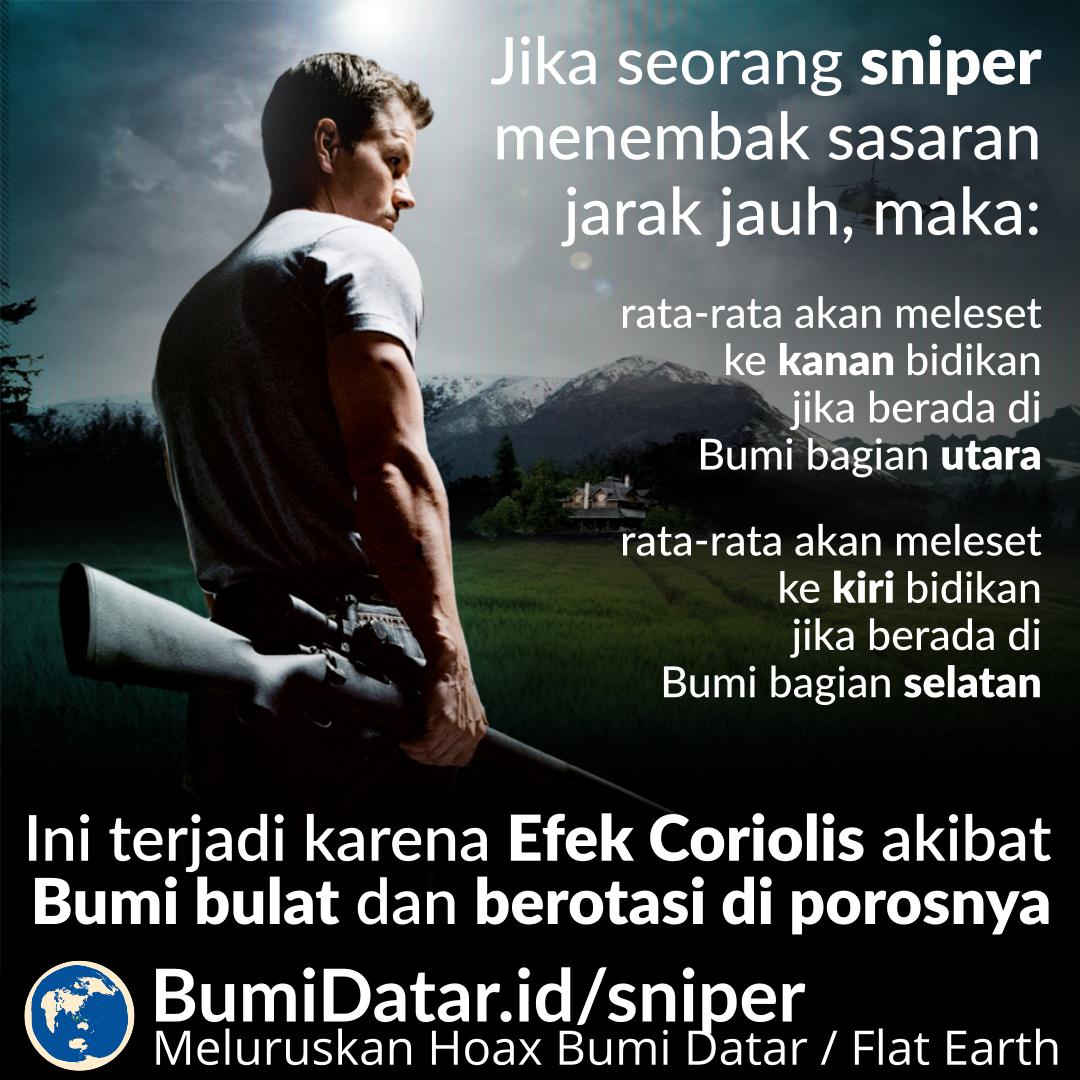 Jika seorang sniper
menembak sasaran
jarak jauh, maka:
rata-rata akan meleset
ke kanan bidikan
jika berada di
Bumi bagian utara
rata-rata akan meleset
ke kiri bidikan
jika berada di
Bumi bagian selatan
Ini terjadi karena Efek Coriolis akibat
Bumi bulat dan berotasi di porosnya
BumiDatar.id/sniper
Meluruskan Hoax Bumi Datar / Flat Earth